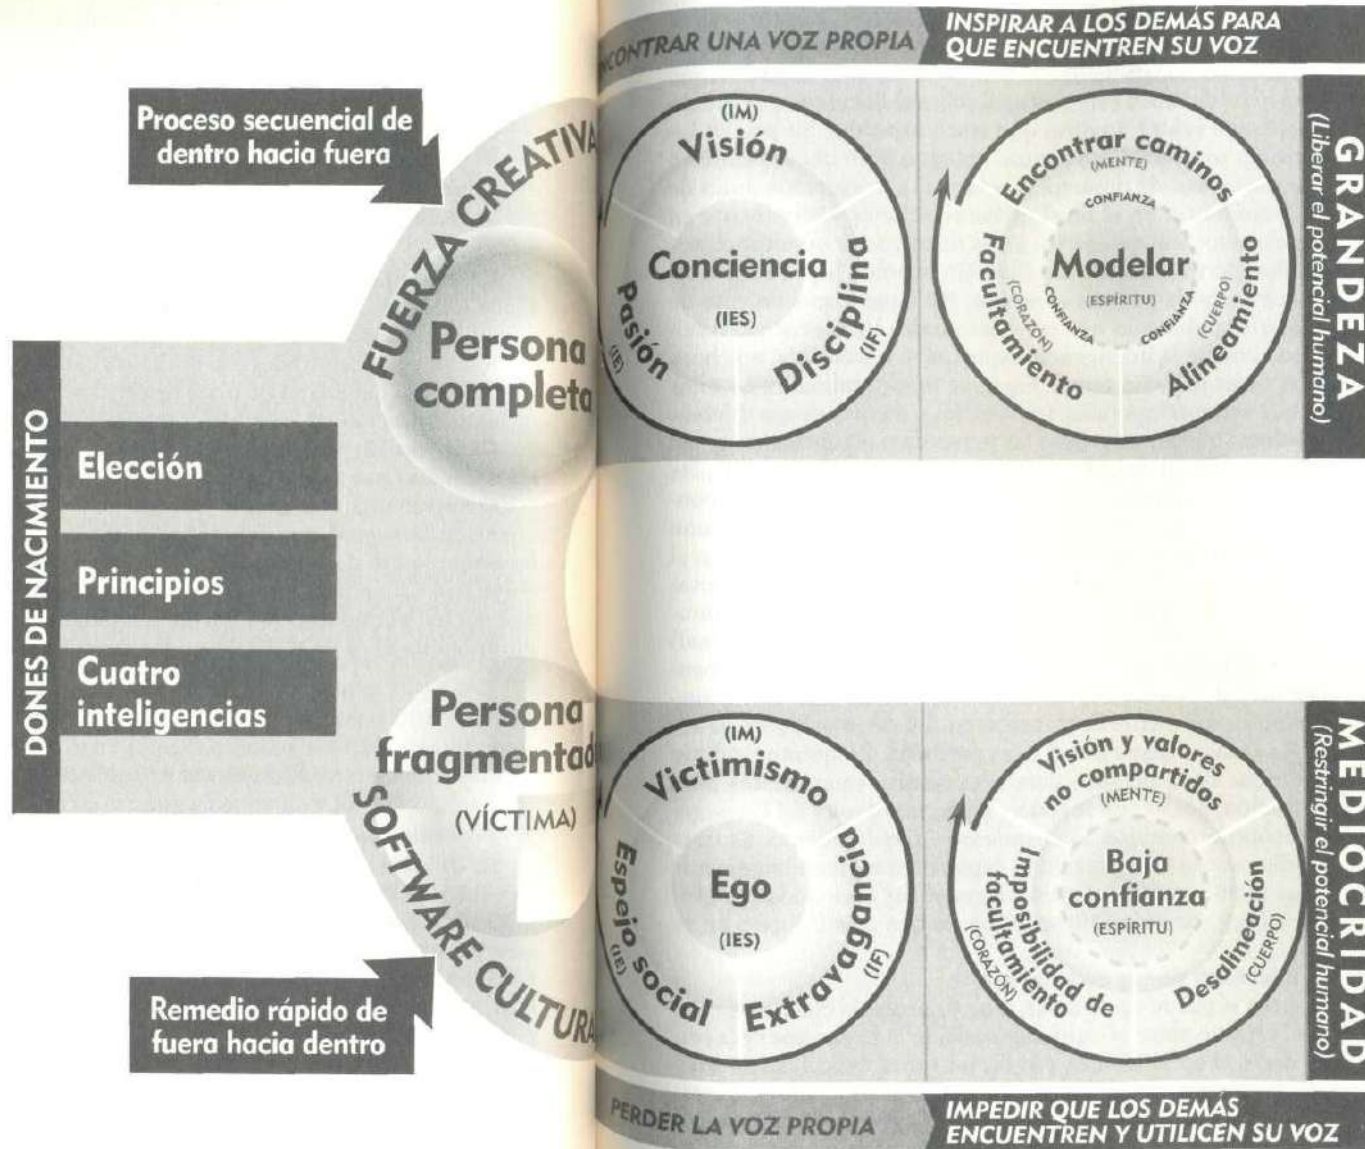 ENCONTRAR UNA VOZ PROPIA
INSPIRAR A LOS DEMÁS PARA
QUE ENCUENTREN SU VOZ
Proceso secuencial de
dentro hacia fuera
FUERZA CREATIVA
Persona
completa
(IM)
Visión
Conciencia
(IES)
Pasión
(IE)
Disciplina
(IF)
Encontrar caminos
(MENTE)
CONFIANZA
Modelar
(ESPÍRITU)
CONFIANZA
CONFIANZA
Facultamiento
(CORAZÓN)
Alineamiento
(CUERPO)
GRANDEZA
(Liberar el potencial humano)
DONES DE NACIMIENTO
Elección
Principios
Cuatro
inteligencias
Persona
fragmentada
(VÍCTIMA)
SOFTWARE CULTURA
Remedio rápido de
fuera hacia dentro
(IM)
Victimismo
Ego
(IES)
Espejo social
(IE)
Extravagancia
(IF)
Visión y valores
no compartidos
(MENTE)
Baja
confianza
(ESPÍRITU)
Imposibilidad de
facultamiento
(CORAZÓN)
Desalineación
(CUERPO)
MEDIOCRIDAD
(Restringir el potencial humano)
PERDER LA VOZ PROPIA
IMPEDIR QUE LOS DEMÁS
ENCUENTREN Y UTILICEN SU VOZ